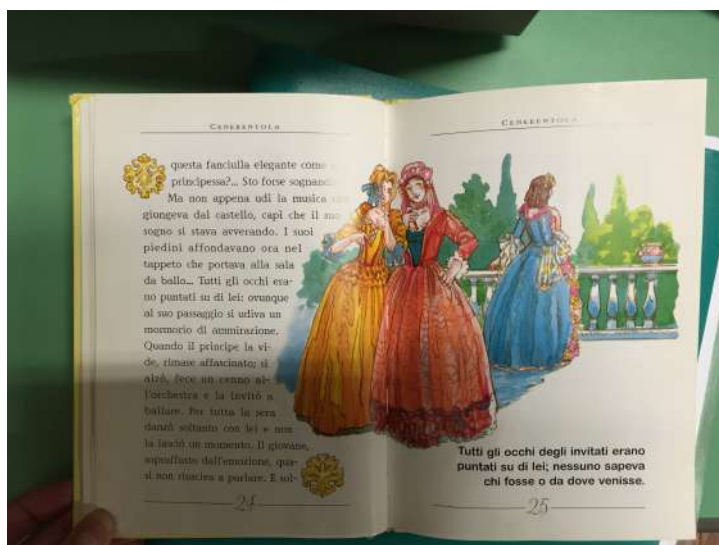 CENERENTOLA
questa fanciulla elegante come
principessa?... Sto forse sognando
Ma non appena udì la musica
giungeva dal castello, capì che il suo
sogno si stava avverando. I suoi
piedini affondavano ora nel
tappeto che portava alla sala
da ballo... Tutti gli occhi era-
no puntati su di lei: ovunque
al suo passaggio si udiva un
mormorio di ammirazione.
Quando il principe la vi-
de, rimase affascinato; si
alzò, fece un cenno al-
l'orchestra e la invitò a
ballare. Per tutta la sera
danzò soltanto con lei e non
la lasciò un momento. Il giovane,
sopraffatto dall'emozione, qua-
si non riusciva a parlare. E sol-
24
CENERENTOLA
Tutti gli occhi degli invitati erano
puntati su di lei; nessuno sapeva
chi fosse o da dove venisse.
25